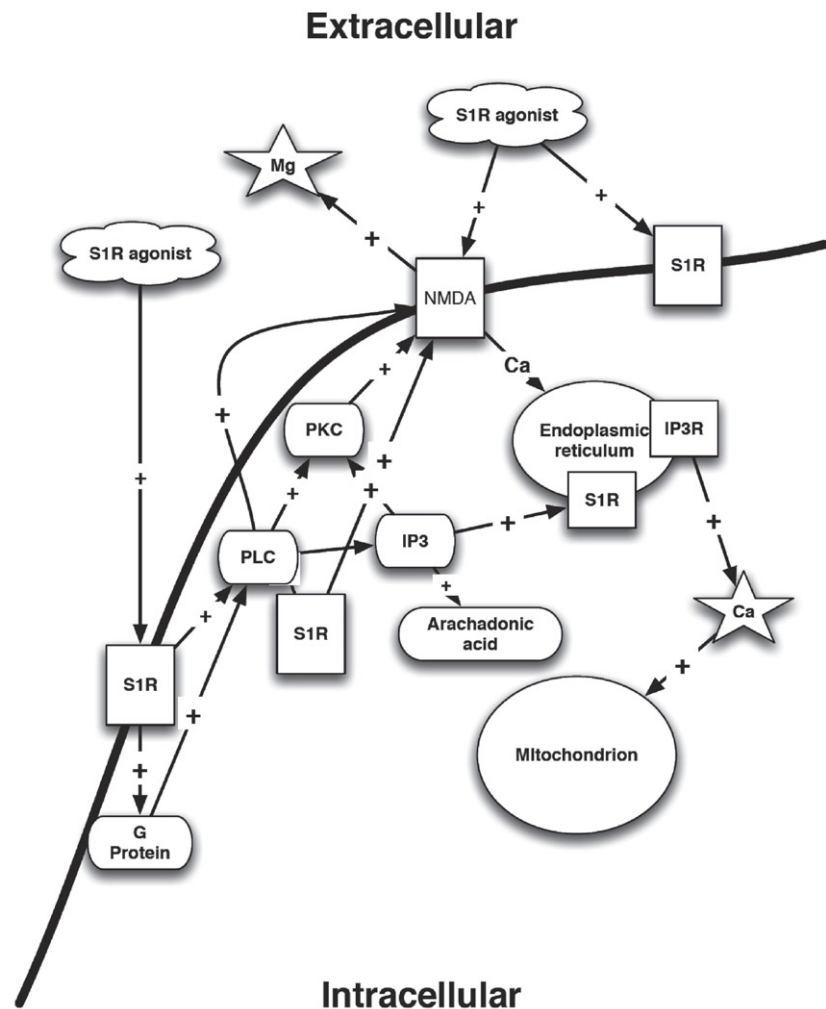 Extracellular
S1R agonist
Mg
+
+
+
S1R agonist
S1R
NMDA
Ca
+
+
PKC
Endoplasmic
reticulum
IP3R
+
+
+
+
S1R
+
+
IP3
PLC
+
Ca
Arachadonic
acid
+
S1R
+
S1R
+
MItochondrion
+
G
Protein
Intracellular